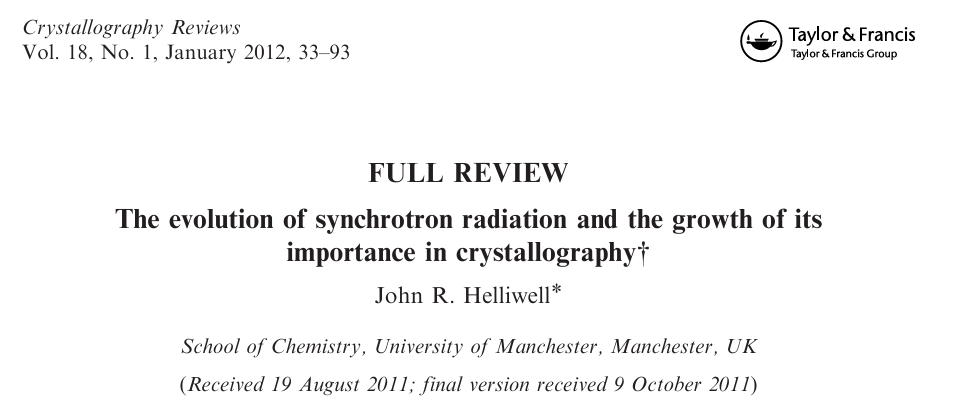 Crystallography Reviews
Vol. 18, No. 1, January 2012, 33–93
Taylor & Francis
Taylor & Francis Group
FULL REVIEW
The evolution of synchrotron radiation and the growth of its
importance in crystallography†
John R. Helliwell*
School of Chemistry, University of Manchester, Manchester, UK
(Received 19 August 2011; final version received 9 October 2011)